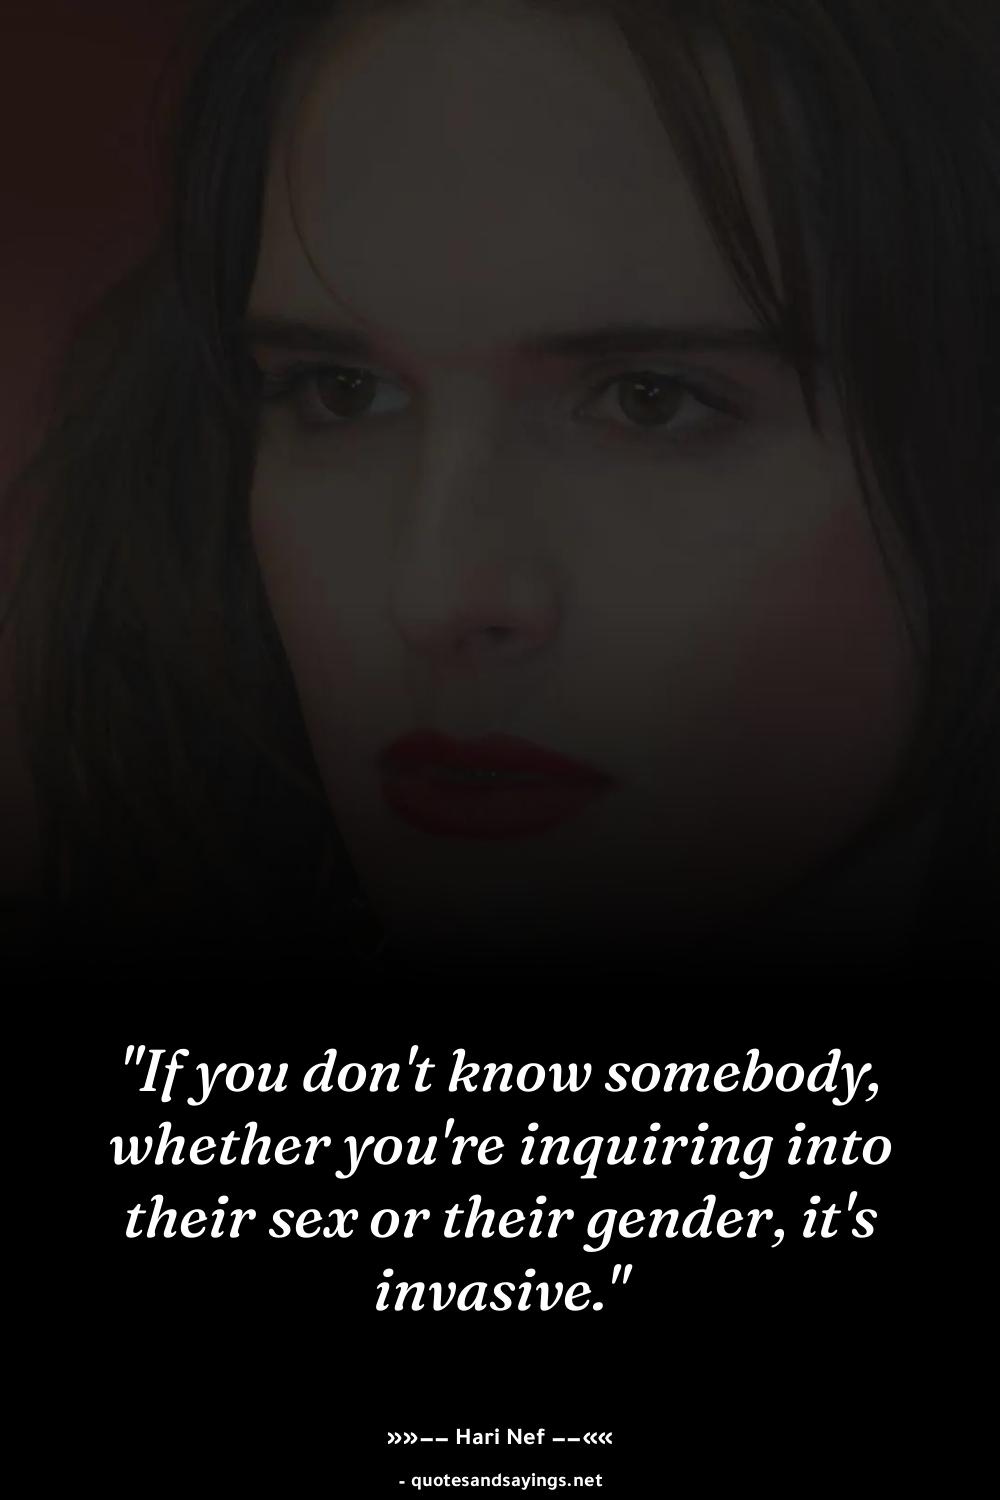 "If you don't know somebody,
whether you're inquiring into
their sex or their gender, it's
invasive."
»»−− Hari Nef −−««
- quotesandsayings.net